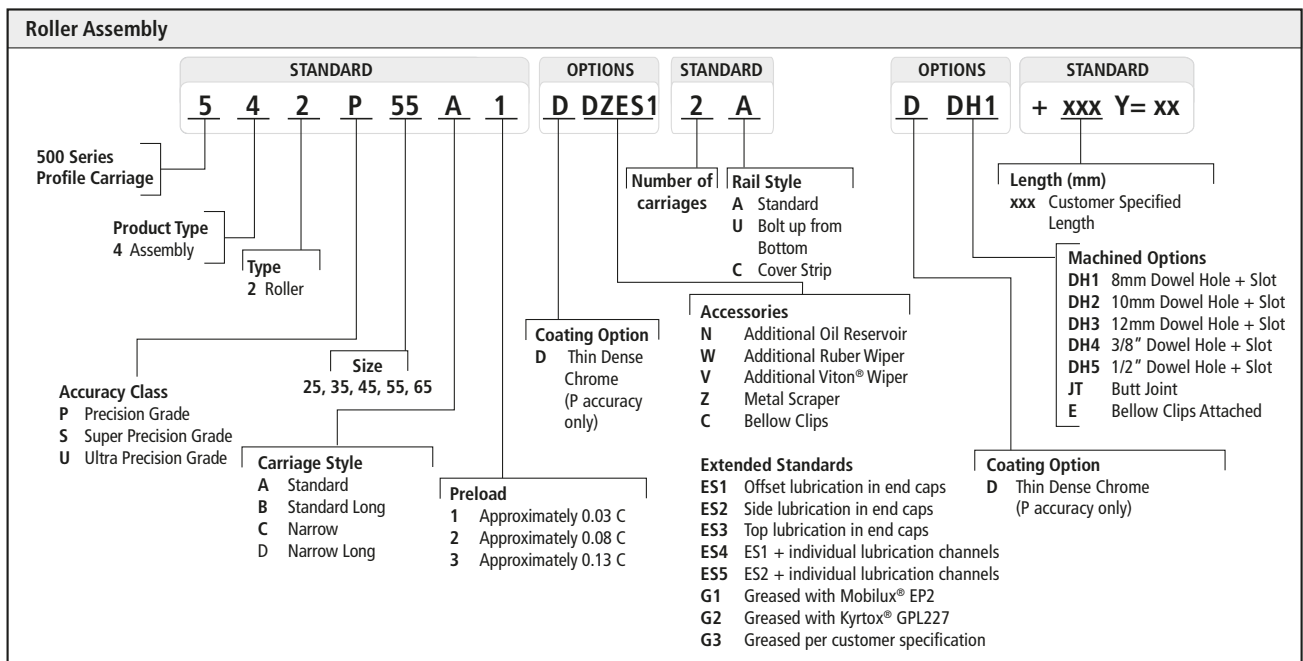 Roller Assembly
STANDARD
OPTIONS
STANDARD
OPTIONS
STANDARD
5 4 2 P 55 A 1
D DZES1
2 A
D DH1
+ xxx Y= xx
500 Series
Profile Carriage
Product Type
4 Assembly
Type
2 Roller
Accuracy Class
P Precision Grade
S Super Precision Grade
U Ultra Precision Grade
Size
25, 35, 45, 55, 65
Carriage Style
A Standard
B Standard Long
C Narrow
D Narrow Long
Preload
1 Approximately 0.03 C
2 Approximately 0.08 C
3 Approximately 0.13 C
Coating Option
D Thin Dense
Chrome
(P accuracy
only)
Number of
carriages
Rail Style
A Standard
U Bolt up from
Bottom
C Cover Strip
Accessories
N Additional Oil Reservoir
W Additional Ruber Wiper
V Additional Viton® Wiper
Z Metal Scraper
C Bellow Clips
Extended Standards
ES1 Offset lubrication in end caps
ES2 Side lubrication in end caps
ES3 Top lubrication in end caps
ES4 ES1 + individual lubrication channels
ES5 ES2 + individual lubrication channels
G1 Greased with Mobilux® EP2
G2 Greased with Kyrtox® GPL227
G3 Greased per customer specification
Length (mm)
xxx Customer Specified
Length
Machined Options
DH1 8mm Dowel Hole + Slot
DH2 10mm Dowel Hole + Slot
DH3 12mm Dowel Hole + Slot
DH4 3/8" Dowel Hole + Slot
DH5 1/2" Dowel Hole + Slot
JT Butt Joint
E Bellow Clips Attached
Coating Option
D Thin Dense Chrome
(P accuracy only)